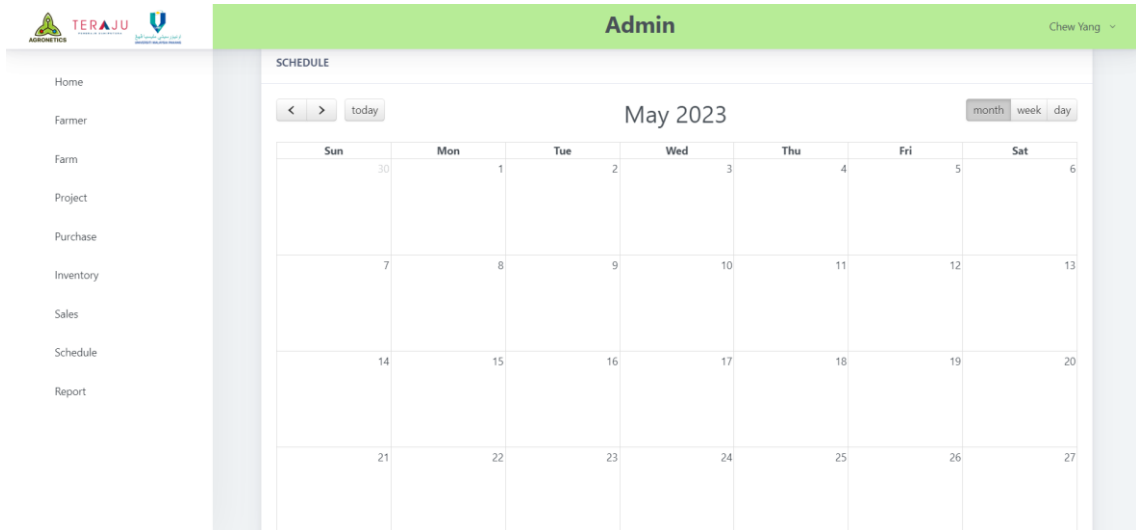 AGRONETICS
TERAJU
Admin
Chew Yang
Home
Farmer
Farm
Project
Purchase
Inventory
Sales
Schedule
Report
SCHEDULE
< > today
May 2023
month week day
Sun Mon Tue Wed Thu Fri Sat
30 1 2 3 4 5 6
7 8 9 10 11 12 13
14 15 16 17 18 19 20
21 22 23 24 25 26 27